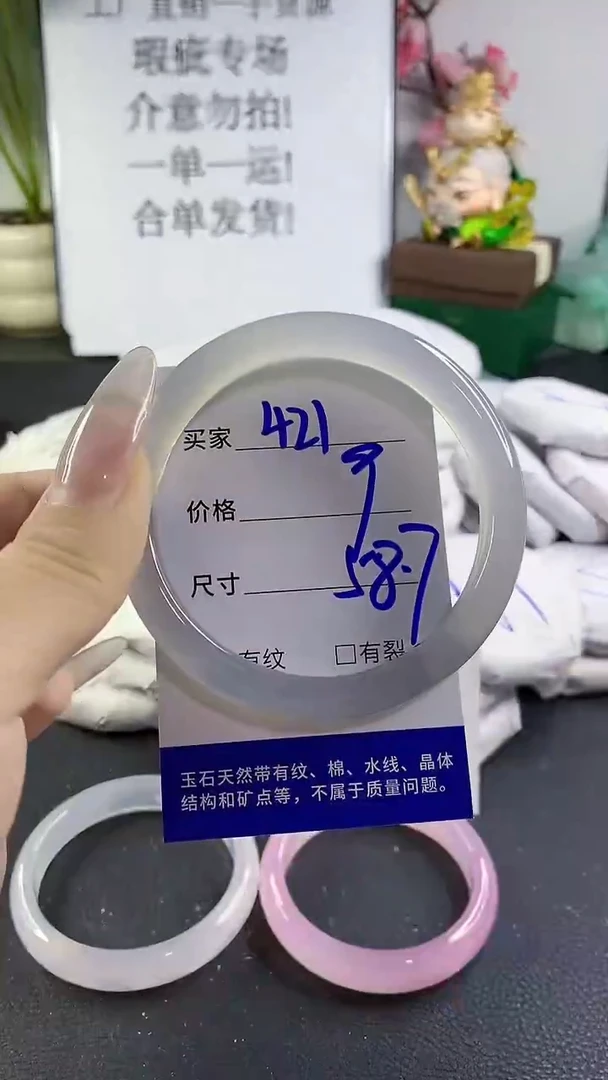 工厂直销一手货源
瑕疵专场
介意勿拍!
一单一运!
合单发货!
买家 421
价格 9
尺寸 58.7
有纹 □有裂
玉石天然带有纹、棉、水线、晶体
结构和矿点等，不属于质量问题。